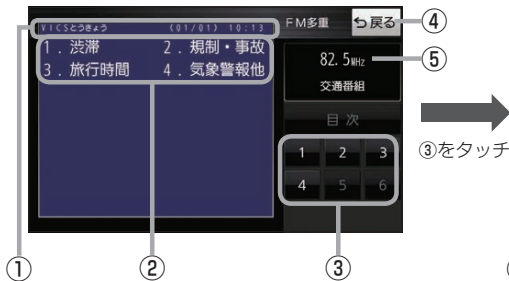 VICSとうきょう (01/01) 10:13 FM多重 戻る ④
1．渋滞 2．規制・事故
3．旅行時間 4．気象警報他
82.5MHz ⑤
交通番組
目次
1 2 3
4 5 6
③をタッチ
① ② ③